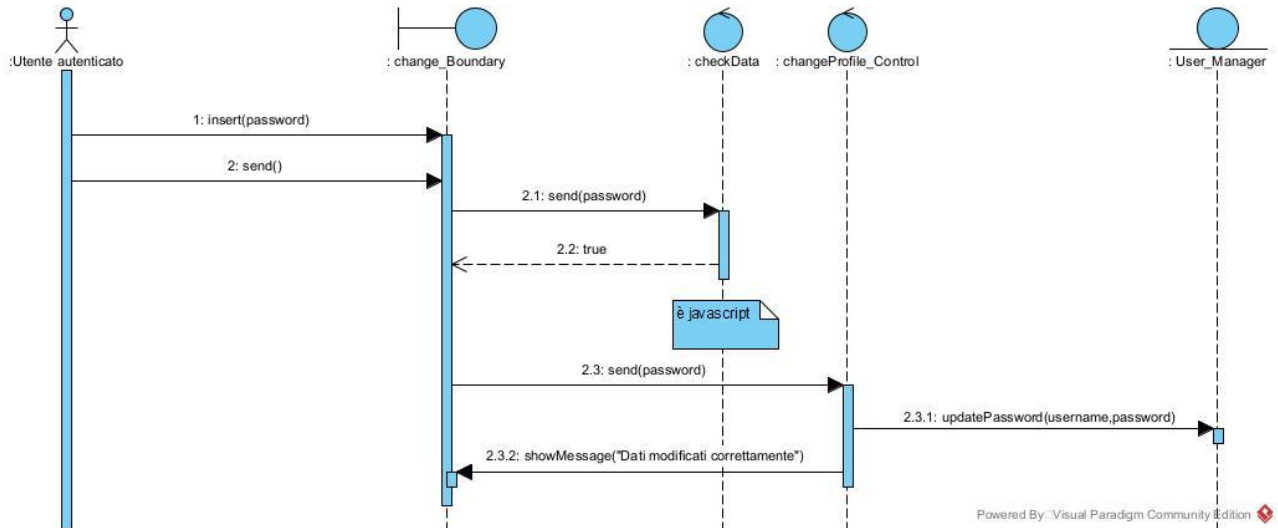 :Utente autenticato
: change_Boundary
: checkData
: changeProfile_Control
: User_Manager
1: insert(password)
2: send()
2.1: send(password)
2.2: true
è javascript
2.3: send(password)
2.3.1: updatePassword(username,password)
2.3.2: showMessage("Dati modificati correttamente")
Powered By Visual Paradigm Community Edition